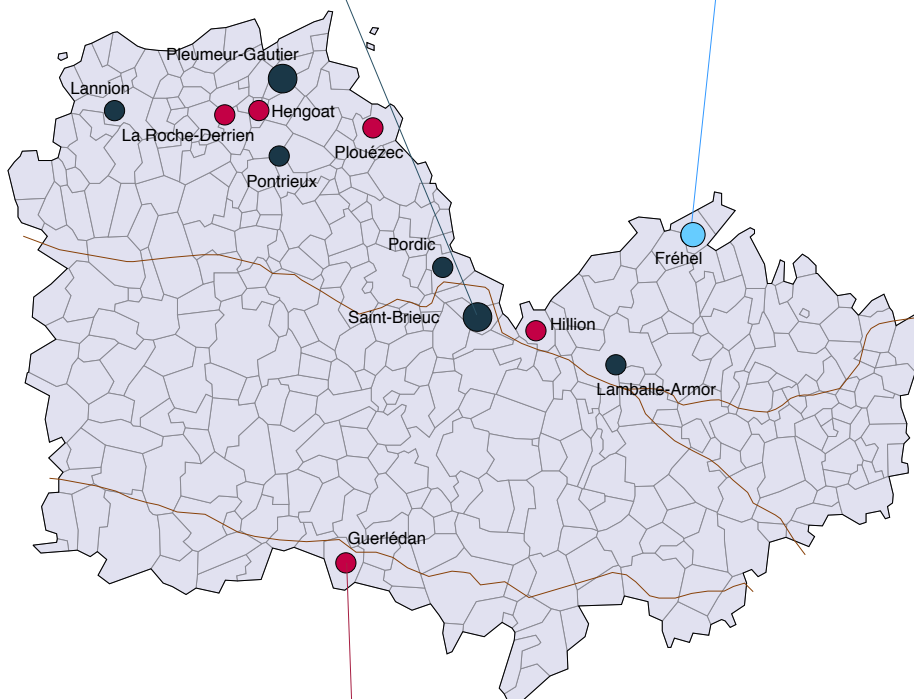 Pleumeur-Gautier
Lannion
Hengoat
La Roche-Derrien
Plouézec
Pontrieux
Pordic
Fréhel
Saint-Brieuc
Hillion
Lamballe-Armor
Guerlédan